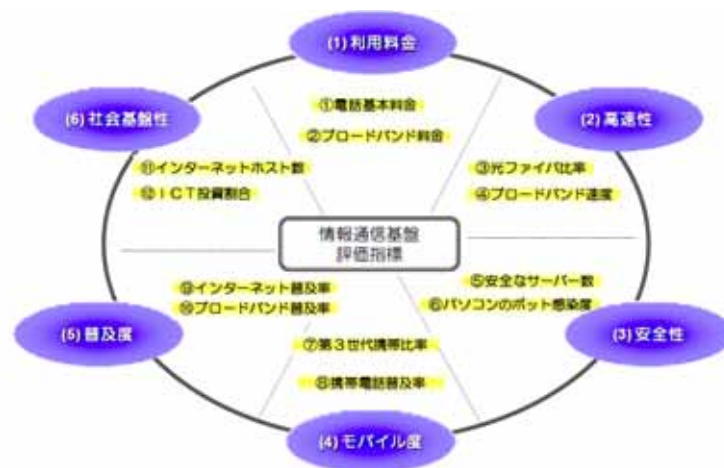 (1)利用料金
①電話基本料金
②ブロードバンド料金
(2)高速性
③光ファイバ比率
④ブロードバンド速度
(3)安全性
⑤安全なサーバー数
⑥パソコンのボット感染度
(4)モバイル度
⑦第3世代携帯比率
⑧携帯電話普及率
(5)普及度
⑨インターネット普及率
⑩ブロードバンド普及率
(6)社会基盤性
⑪インターネットホスト数
⑫ICT投資割合
情報通信基盤
評価指標